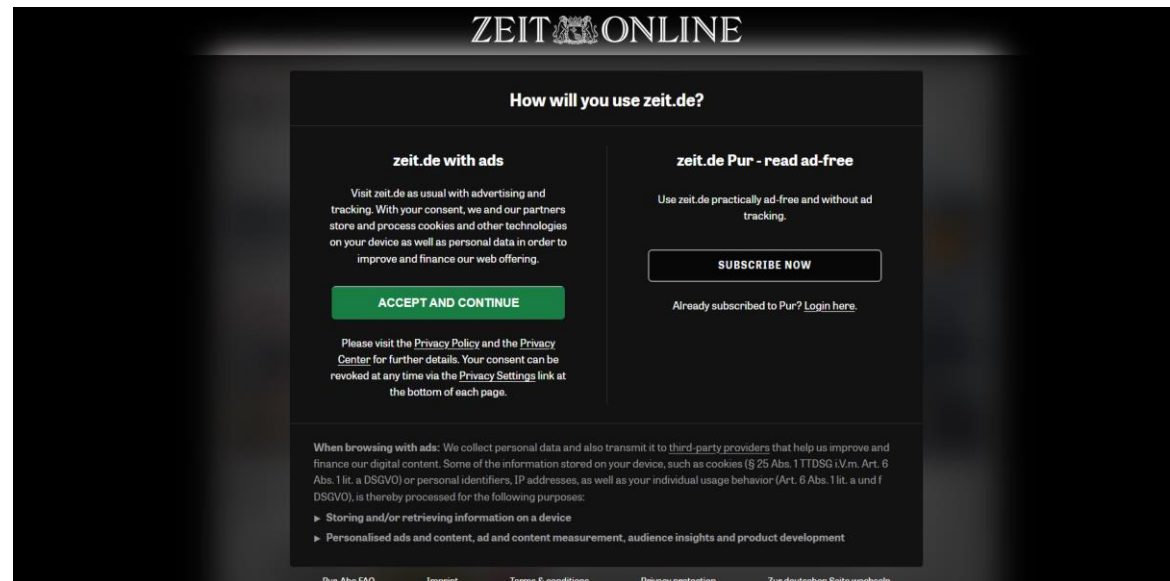 ZEIT ONLINE
How will you use zeit.de?
zeit.de with ads
Visit zeit.de as usual with advertising and
tracking. With your consent, we and our partners
store and process cookies and other technologies
on your device as well as personal data in order to
improve and finance our web offering.
ACCEPT AND CONTINUE
Please visit the Privacy Policy and the Privacy
Center for further details. Your consent can be
revoked at any time via the Privacy Settings link at
the bottom of each page.
zeit.de Pur - read ad-free
Use zeit.de practically ad-free and without ad
tracking.
SUBSCRIBE NOW
Already subscribed to Pur? Login here.
When browsing with ads: We collect personal data and also transmit it to third-party providers that help us improve and
finance our digital content. Some of the information stored on your device, such as cookies (§ 25 Abs. 1 TTDSG i.V.m. Art. 6
Abs. 1 lit. a DSGVO) or personal identifiers, IP addresses, as well as your individual usage behavior (Art. 6 Abs. 1 lit. a und f
DSGVO), is thereby processed for the following purposes:
▶ Storing and/or retrieving information on a device
▶ Personalised ads and content, ad and content measurement, audience insights and product development
Pur-Abo FAQ Imprint Terms & conditions Privacy protection Zur deutschen Seite wechseln